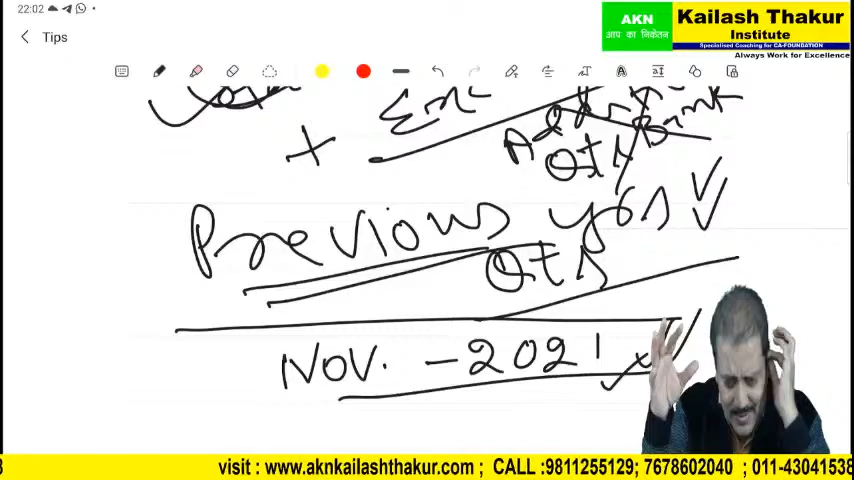 22:02
Tips
AKN
आप का निकेतन
Kailash Thakur
Institute
Specialised Coaching for CA-FOUNDATION
Always Work for Excellence
+
Bank
Qts
Previous yrs
Qts
Nov. - 2021
visit : www.aknkailashthakur.com ; CALL :9811255129; 7678602040 ; 011-43041538